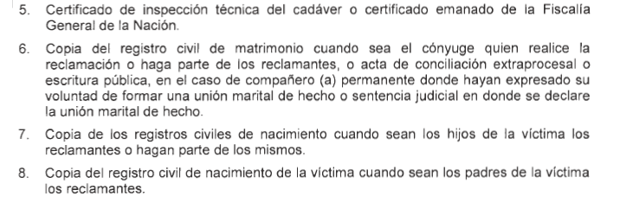 5. Certificado de inspección técnica del cadáver o certificado emanado de la Fiscalía
General de la Nación.
6. Copia del registro civil de matrimonio cuando sea el cónyuge quien realice la
reclamación o haga parte de los reclamantes, o acta de conciliación extraprocesal o
escritura pública, en el caso de compañero (a) permanente donde hayan expresado su
voluntad de formar una unión marital de hecho o sentencia judicial en donde se declare
la unión marital de hecho.
7. Copia de los registros civiles de nacimiento cuando sean los hijos de la víctima los
reclamantes o hagan parte de los mismos.
8. Copia del registro civil de nacimiento de la víctima cuando sean los padres de la víctima
los reclamantes.